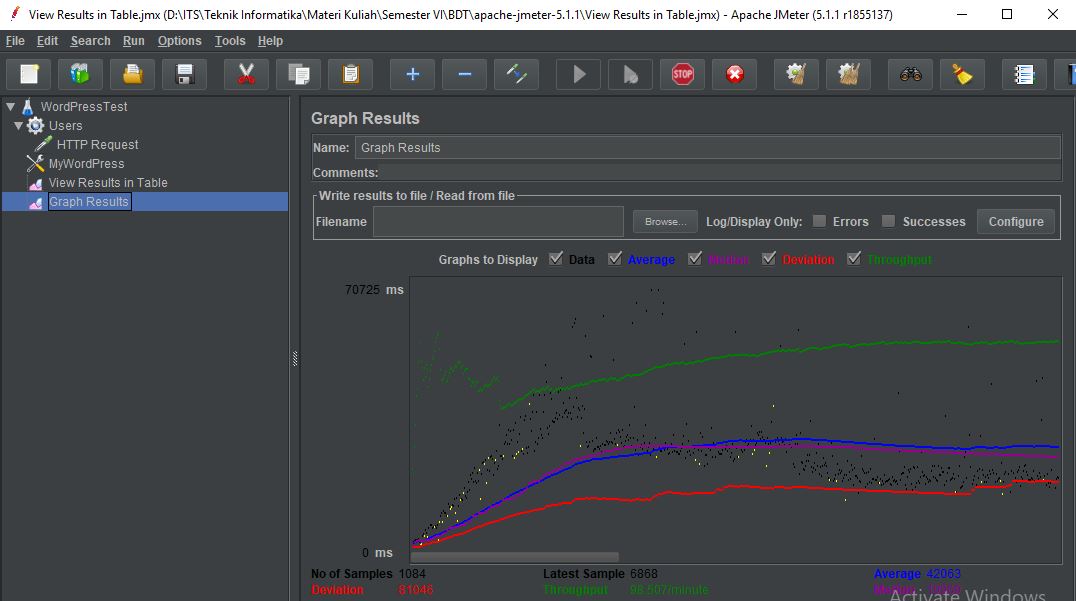 View Results in Table.jmx (D:\ITS\Teknik Informatika\Materi Kuliah\Semester VI\BDT\apache-jmeter-5.1.1\View Results in Table.jmx) - Apache JMeter (5.1.1 r1855137)
File Edit Search Run Options Tools Help
STOP
WordPressTest
Users
HTTP Request
MyWordPress
View Results in Table
Graph Results
Graph Results
Name: Graph Results
Comments:
Write results to file / Read from file
Filename Browse... Log/Display Only: Errors Successes Configure
Graphs to Display Data Average Median Deviation Throughput
70725 ms
0 ms
No of Samples 1084 Latest Sample 6868 Average 42063
Deviation 81046 Throughput 98.507/minute
Activate Windows